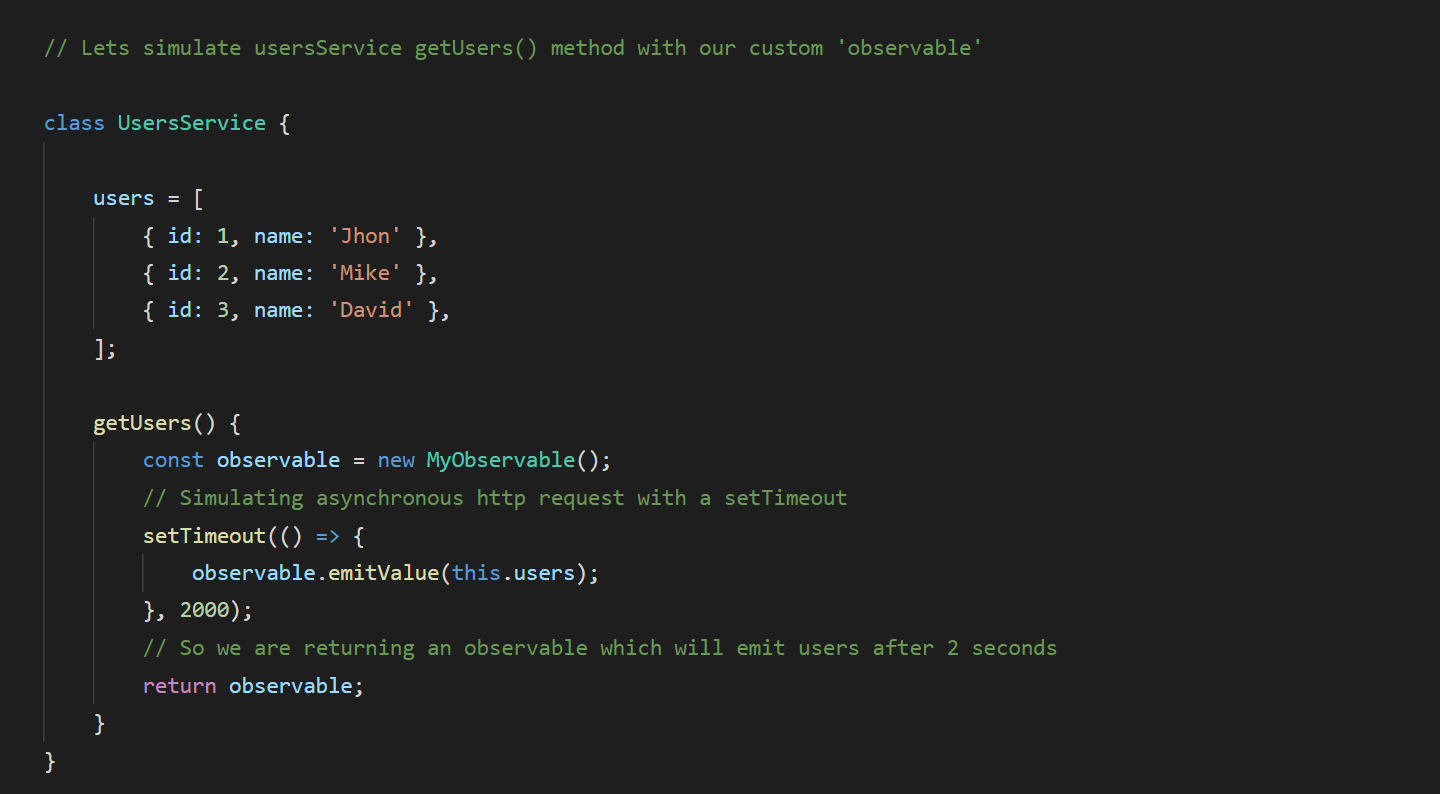 // Lets simulate usersService getUsers() method with our custom 'observable'
class UsersService {
users = [
{ id: 1, name: 'Jhon' },
{ id: 2, name: 'Mike' },
{ id: 3, name: 'David' },
];
getUsers() {
const observable = new MyObservable();
// Simulating asynchronous http request with a setTimeout
setTimeout(() => {
observable.emitValue(this.users);
}, 2000);
// So we are returning an observable which will emit users after 2 seconds
return observable;
}
}